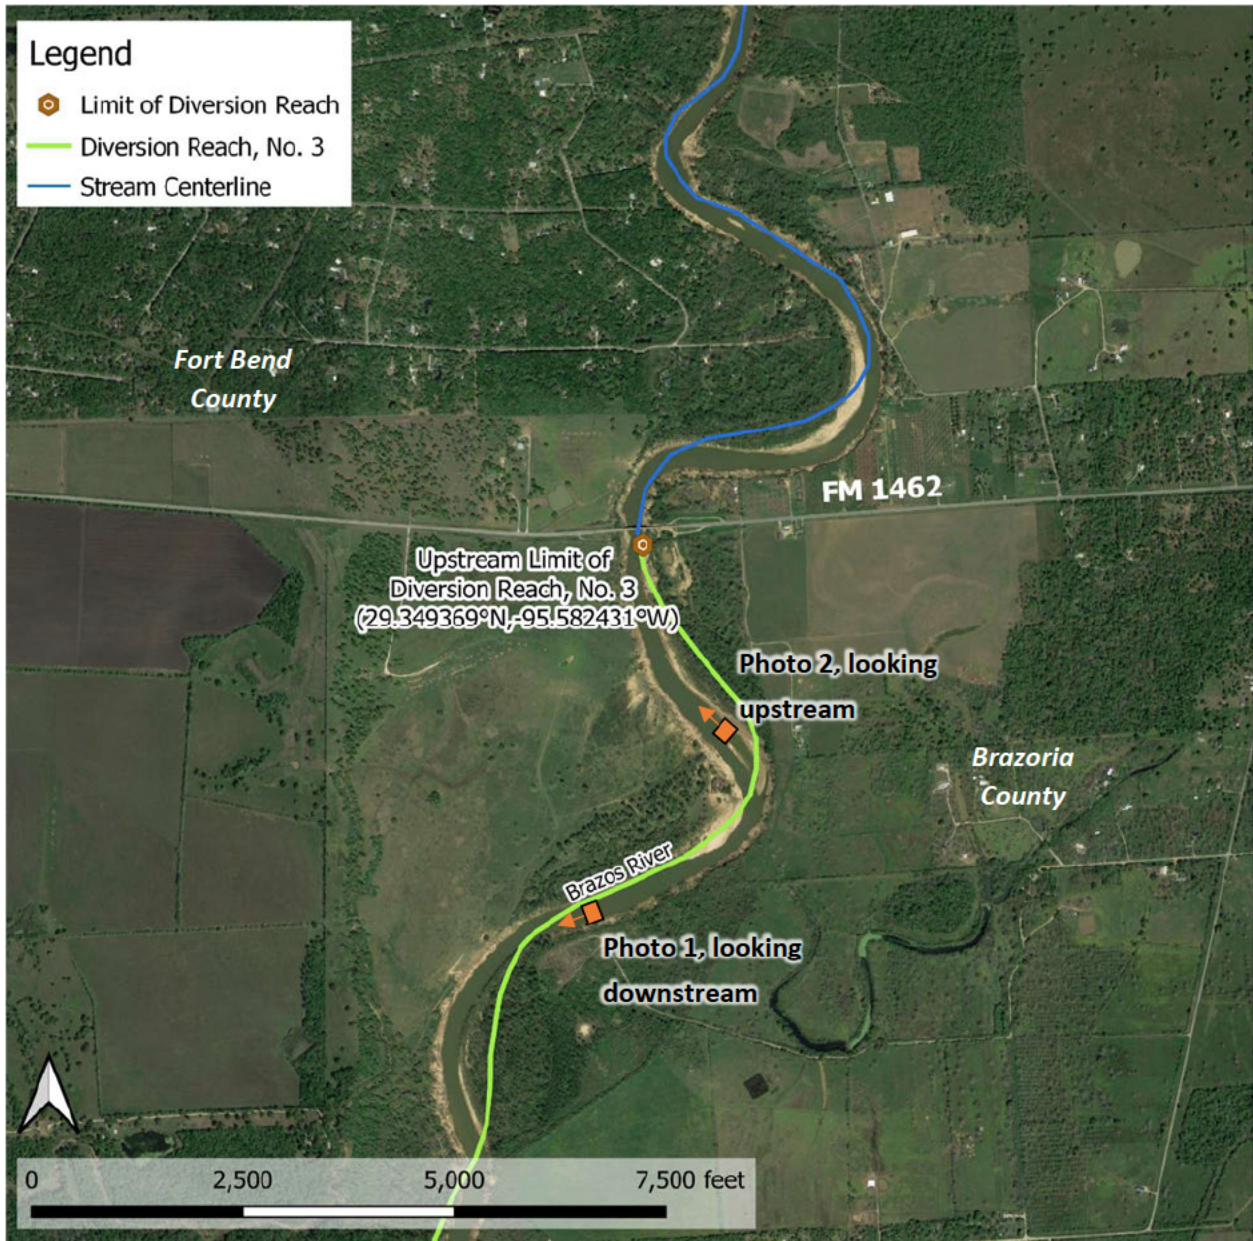 Legend
Limit of Diversion Reach
Diversion Reach, No. 3
Stream Centerline
Fort Bend
County
FM 1462
Upstream Limit of
Diversion Reach, No. 3
(29.349369°N,-95.582431°W)
Photo 2, looking
upstream
Brazoria
County
Brazos River
Photo 1, looking
downstream
0 2,500 5,000 7,500 feet